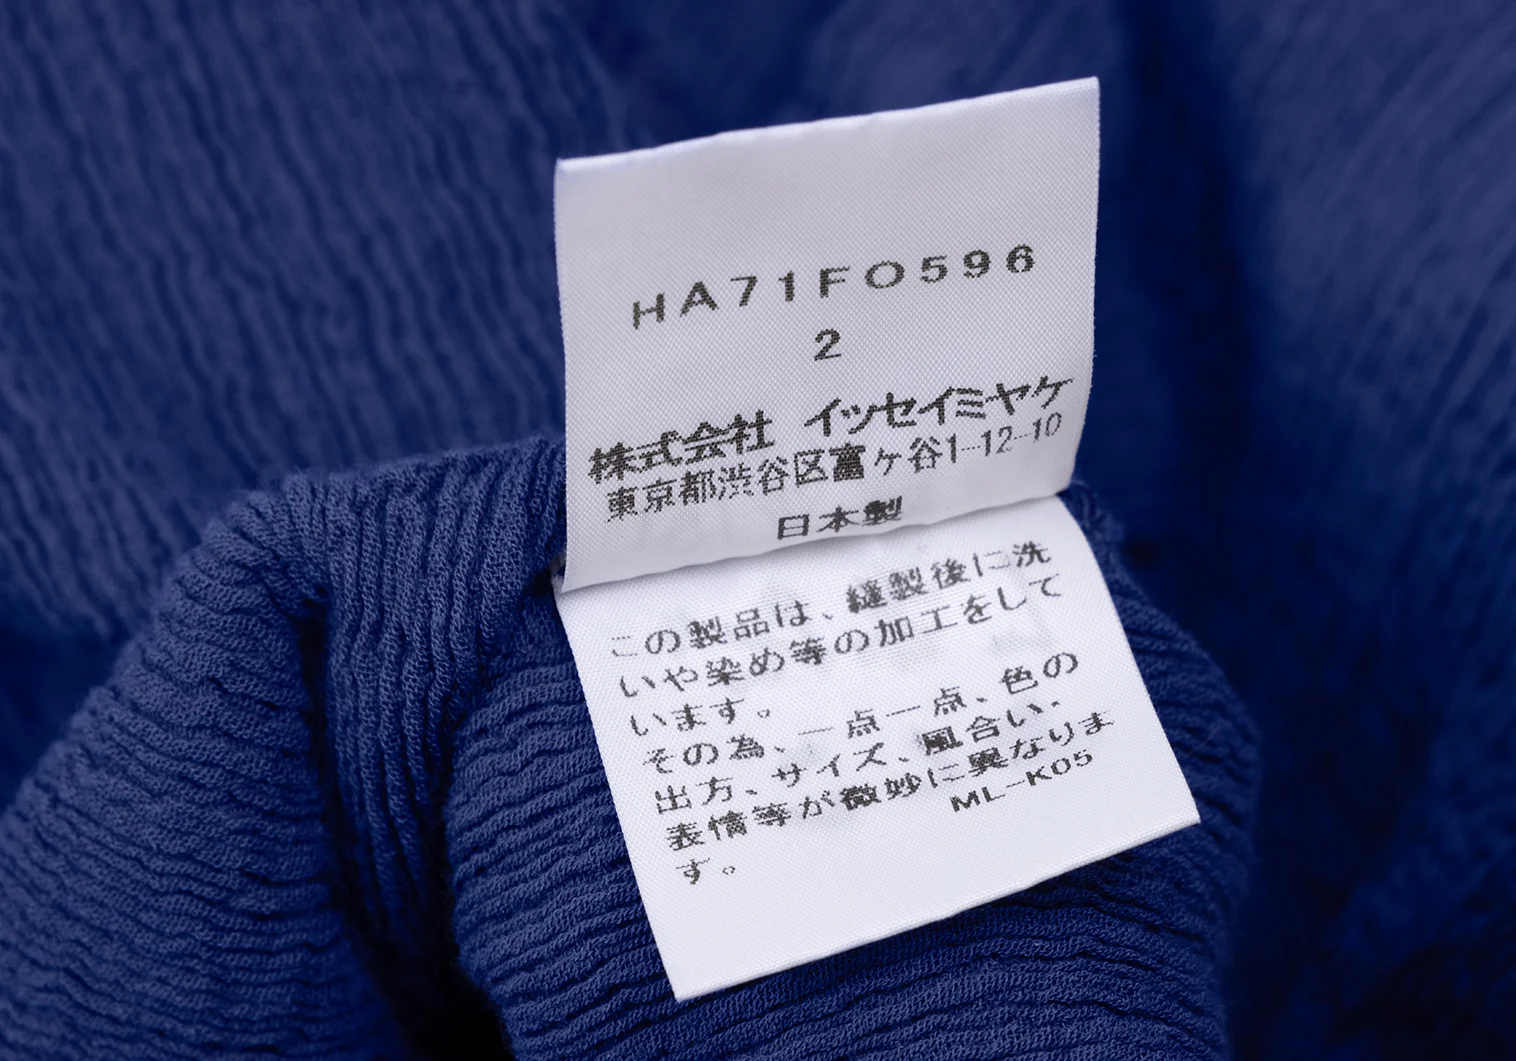 HA71FO596
2
株式会社 イッセイミヤケ
東京都渋谷区富ヶ谷1-12-10
日本製
この製品は、縫製後に洗
いや染め等の加工をして
います。
その為、一点一点、色の
出方、サイズ、風合い・
表情等が微妙に異なりま
す。
ML-K05